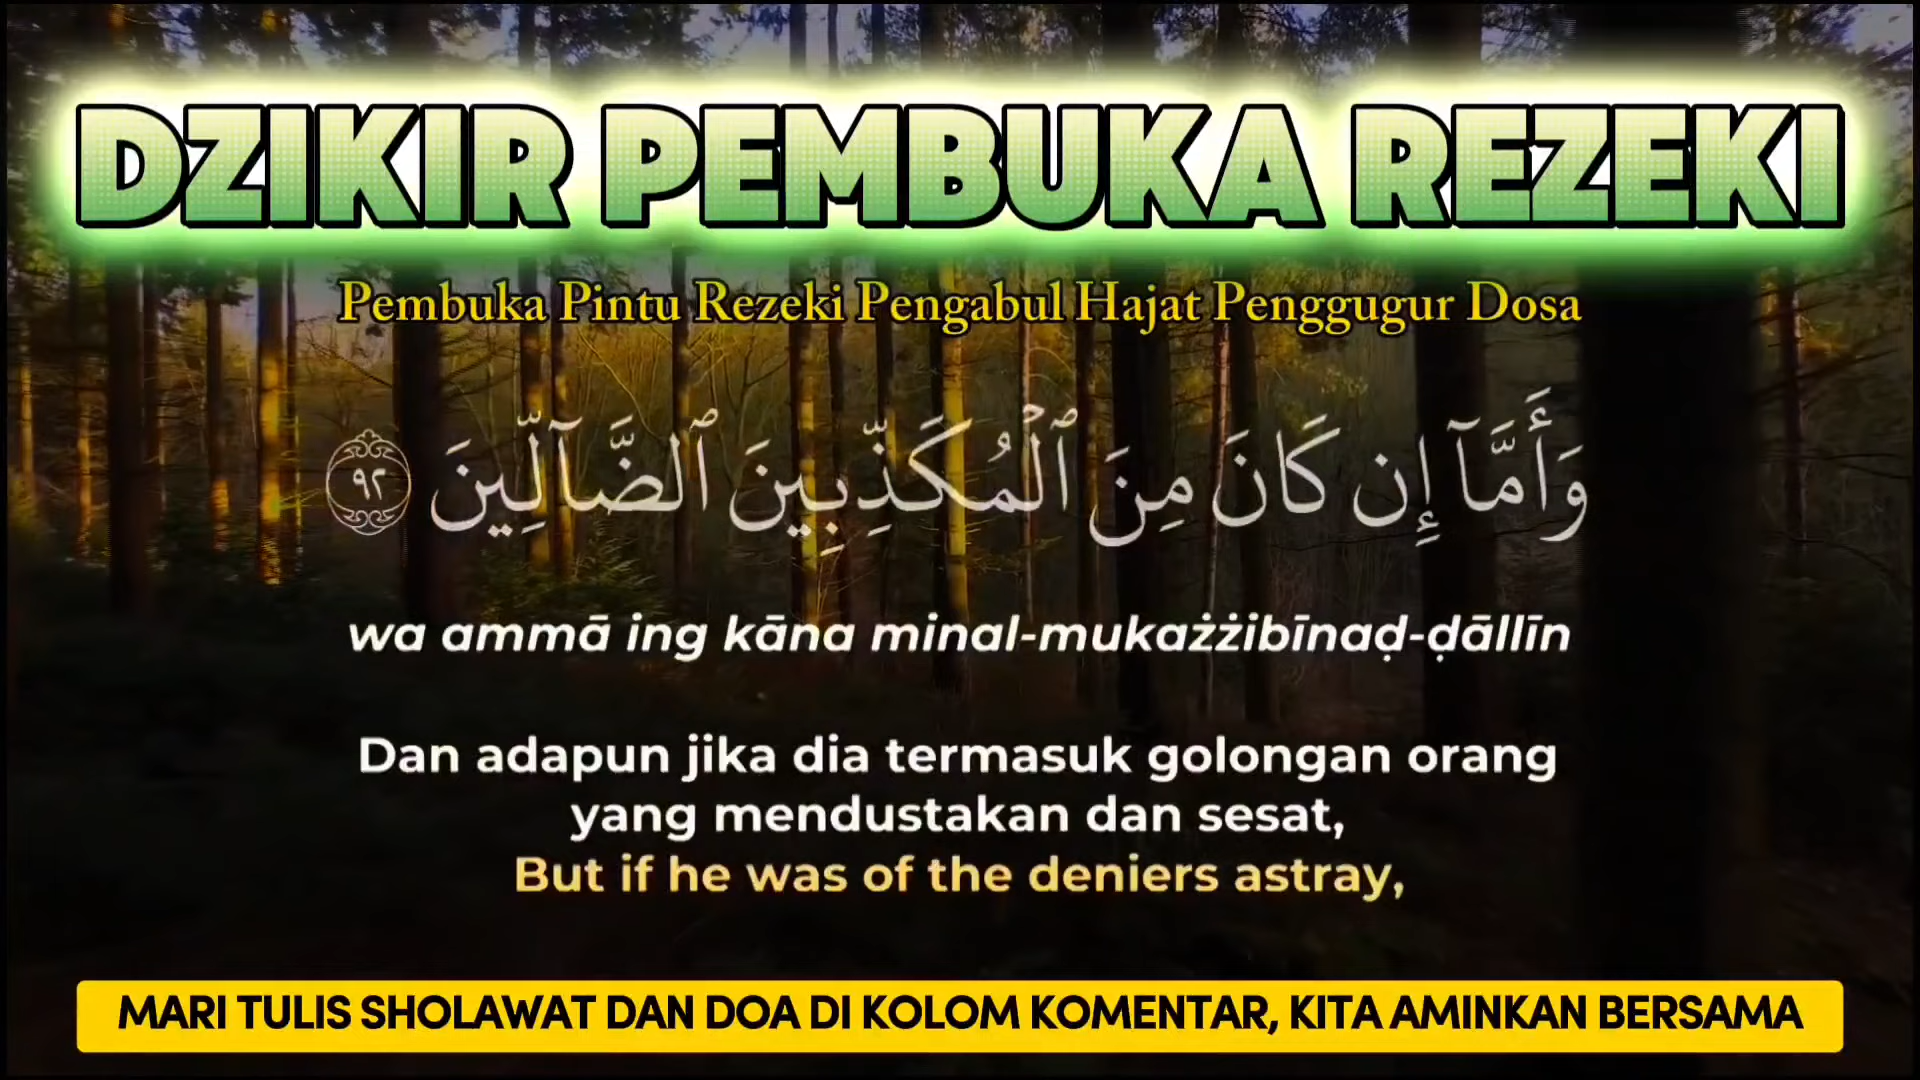 DZIKIR PEMBUKA REZEKI
Pembuka Pintu Rezeki Pengabul Hajat Penggugur Dosa
وَأَمَّآ إِن كَانَ مِنَ ٱلْمُكَذِّبِينَ ٱلضَّآلِّينَ ٩٢
wa ammā ing kāna minal-mukażżibīnaḍ-ḍāllīn
Dan adapun jika dia termasuk golongan orang
yang mendustakan dan sesat,
But if he was of the deniers astray,
MARI TULIS SHOLAWAT DAN DOA DI KOLOM KOMENTAR, KITA AMINKAN BERSAMA